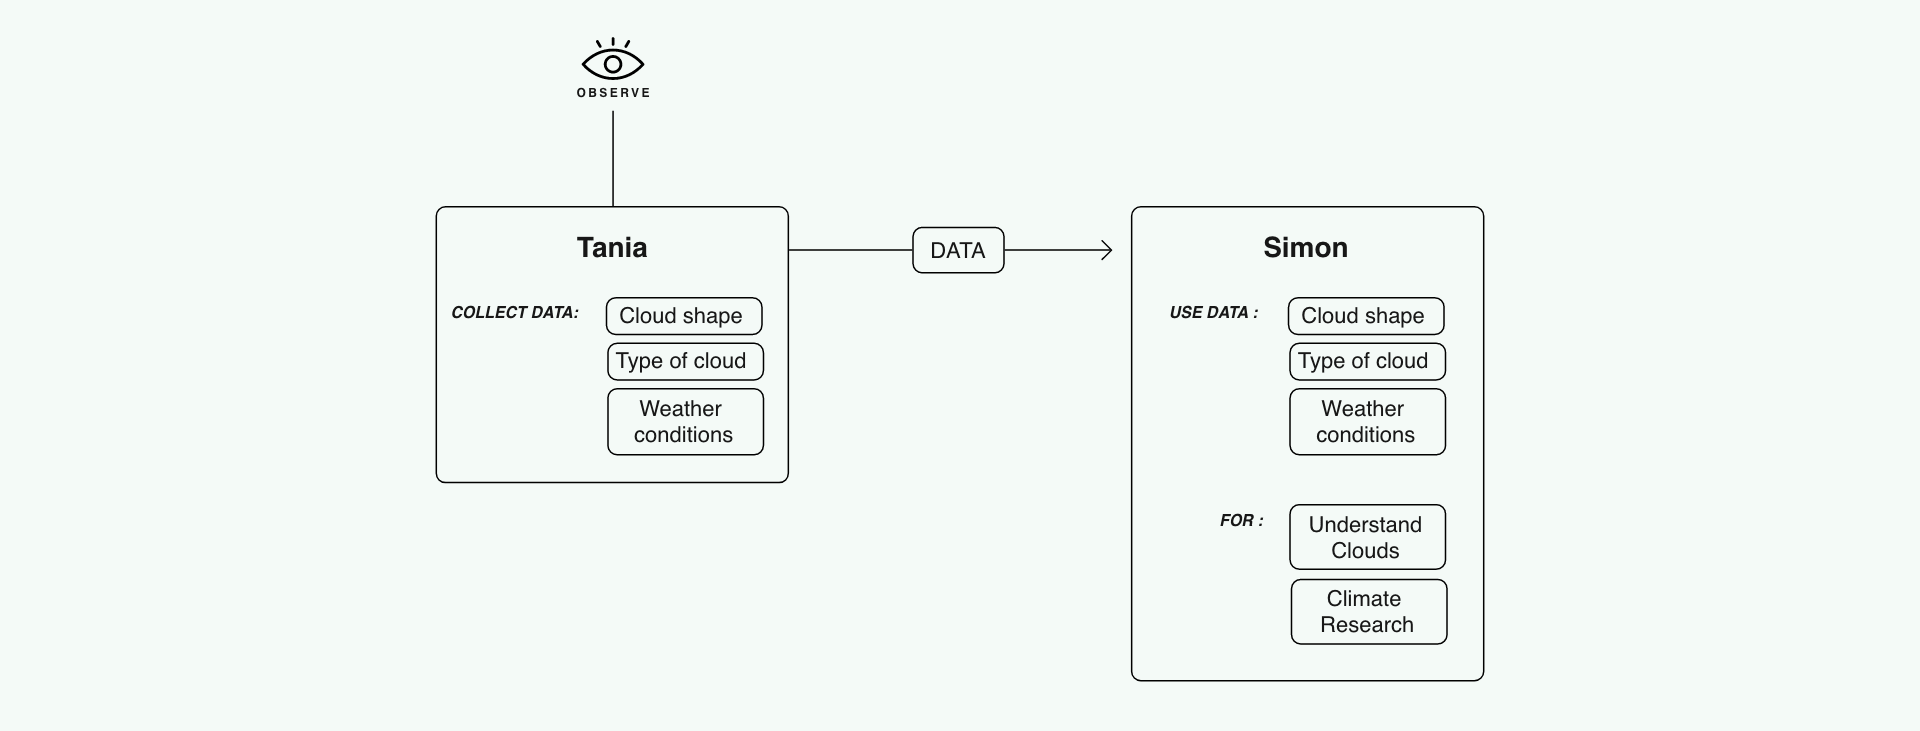 OBSERVE
Tania
COLLECT DATA:
Cloud shape
Type of cloud
Weather
conditions
DATA
Simon
USE DATA :
Cloud shape
Type of cloud
Weather
conditions
FOR :
Understand
Clouds
Climate
Research